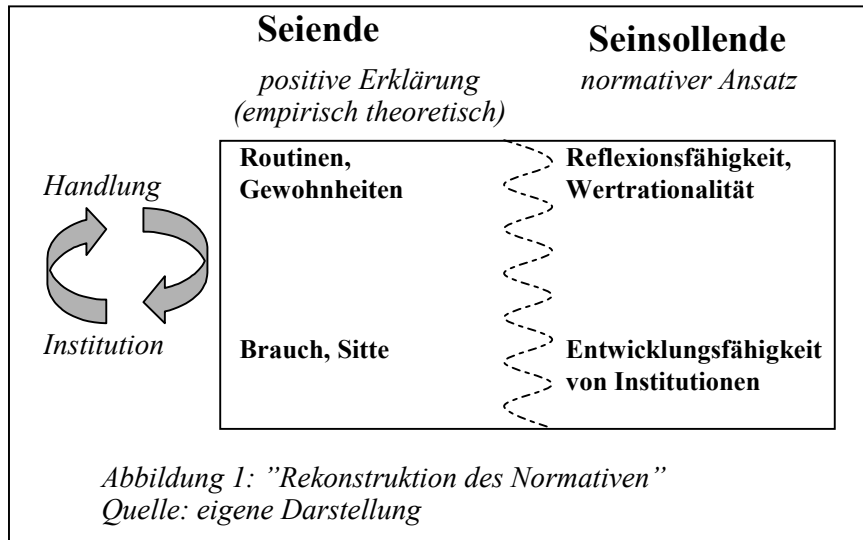 Seiende
Seinsollende
positive Erklärung
(empirisch theoretisch)
normativer Ansatz
Handlung
Routinen,
Gewohnheiten
Reflexionsfähigkeit,
Wertrationalität
Institution
Brauch, Sitte
Entwicklungsfähigkeit
von Institutionen
Abbildung 1: ”Rekonstruktion des Normativen”
Quelle: eigene Darstellung